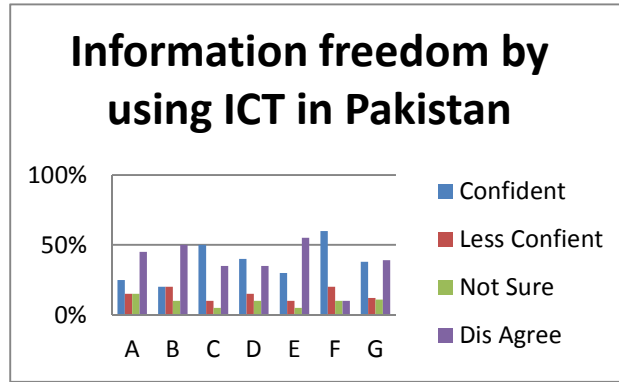 Information freedom by
using ICT in Pakistan
100%
50%
0%
A B C D E F G
Confident
Less Confient
Not Sure
Dis Agree